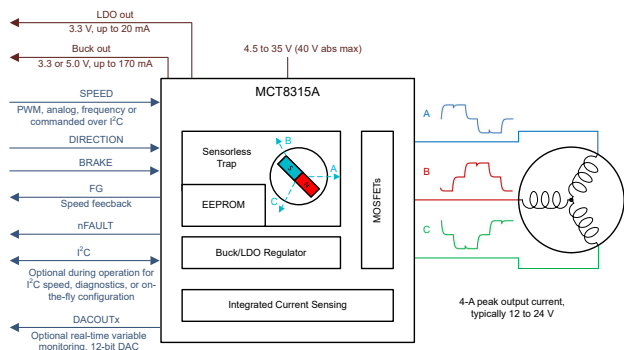 LDO out
3.3 V, up to 20 mA
Buck out
3.3 or 5.0 V, up to 170 mA
4.5 to 35 V (40 V abs max)
MCT8315A
SPEED
PWM, analog, frequency or
commanded over I²C
DIRECTION
BRAKE
FG
Speed feecback
nFAULT
I²C
Optional during operation for
I²C speed, diagnostics, or on-
the-fly configuration
DACOUTx
Optional real-time variable
monitoring, 12-bit DAC
Sensorless
Trap
B
A
C
S
N
EEPROM
MOSFETs
Buck/LDO Regulator
Integrated Current Sensing
A
B
C
4-A peak output current,
typically 12 to 24 V